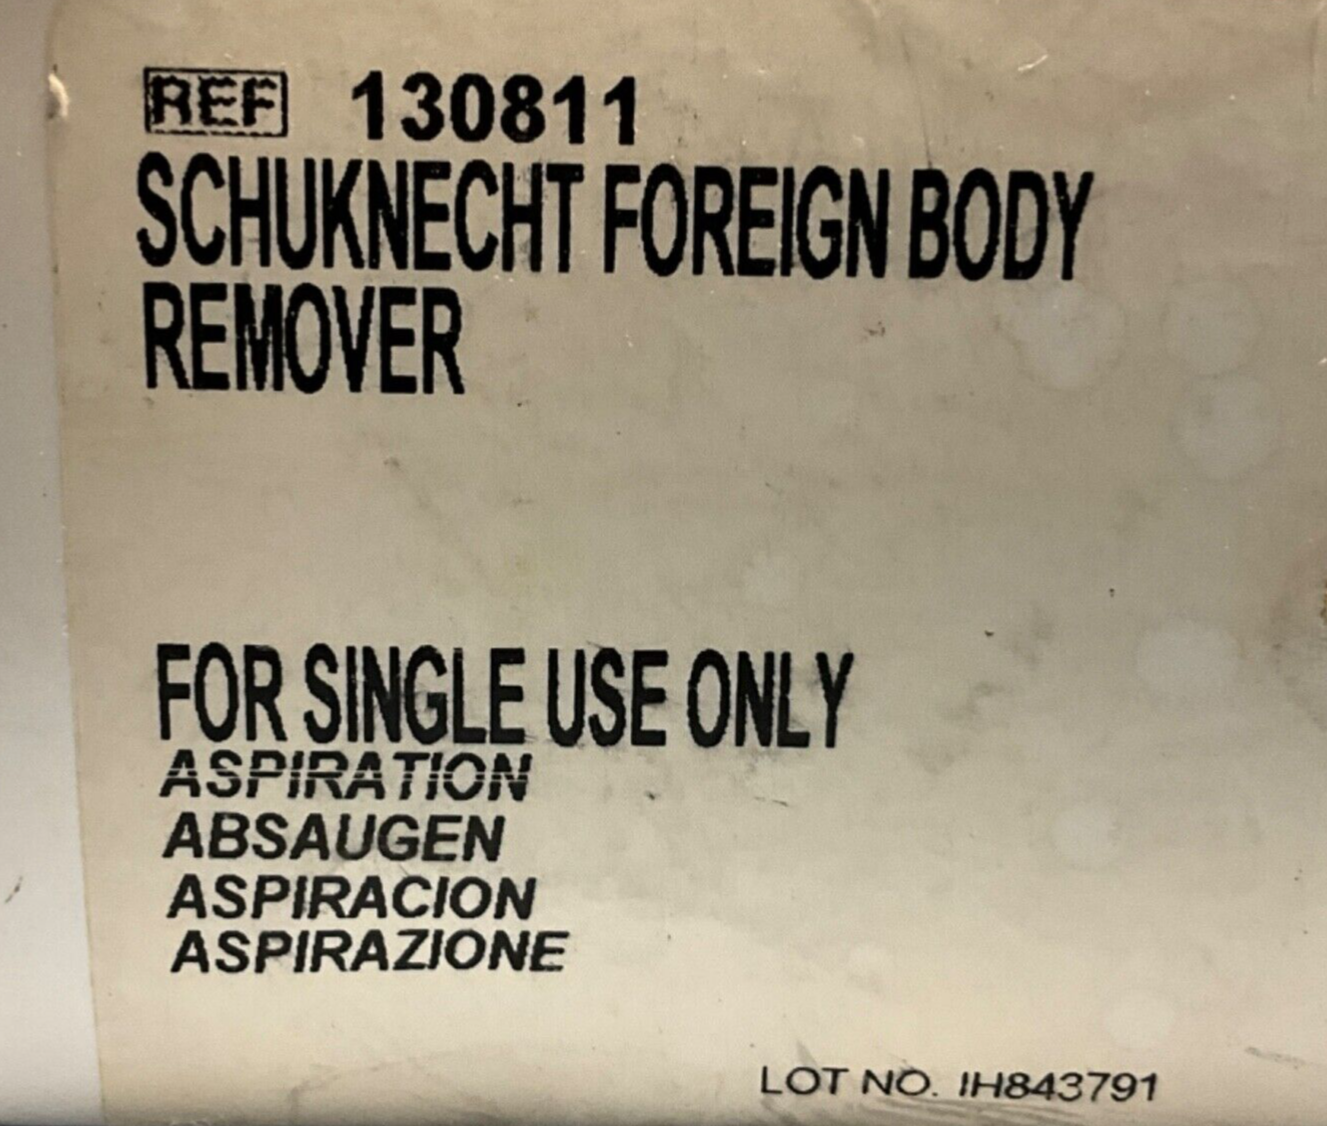 REF 130811
SCHUKNECHT FOREIGN BODY
REMOVER
FOR SINGLE USE ONLY
ASPIRATION
ABSAUGEN
ASPIRACION
ASPIRAZIONE
LOT NO. IH843791